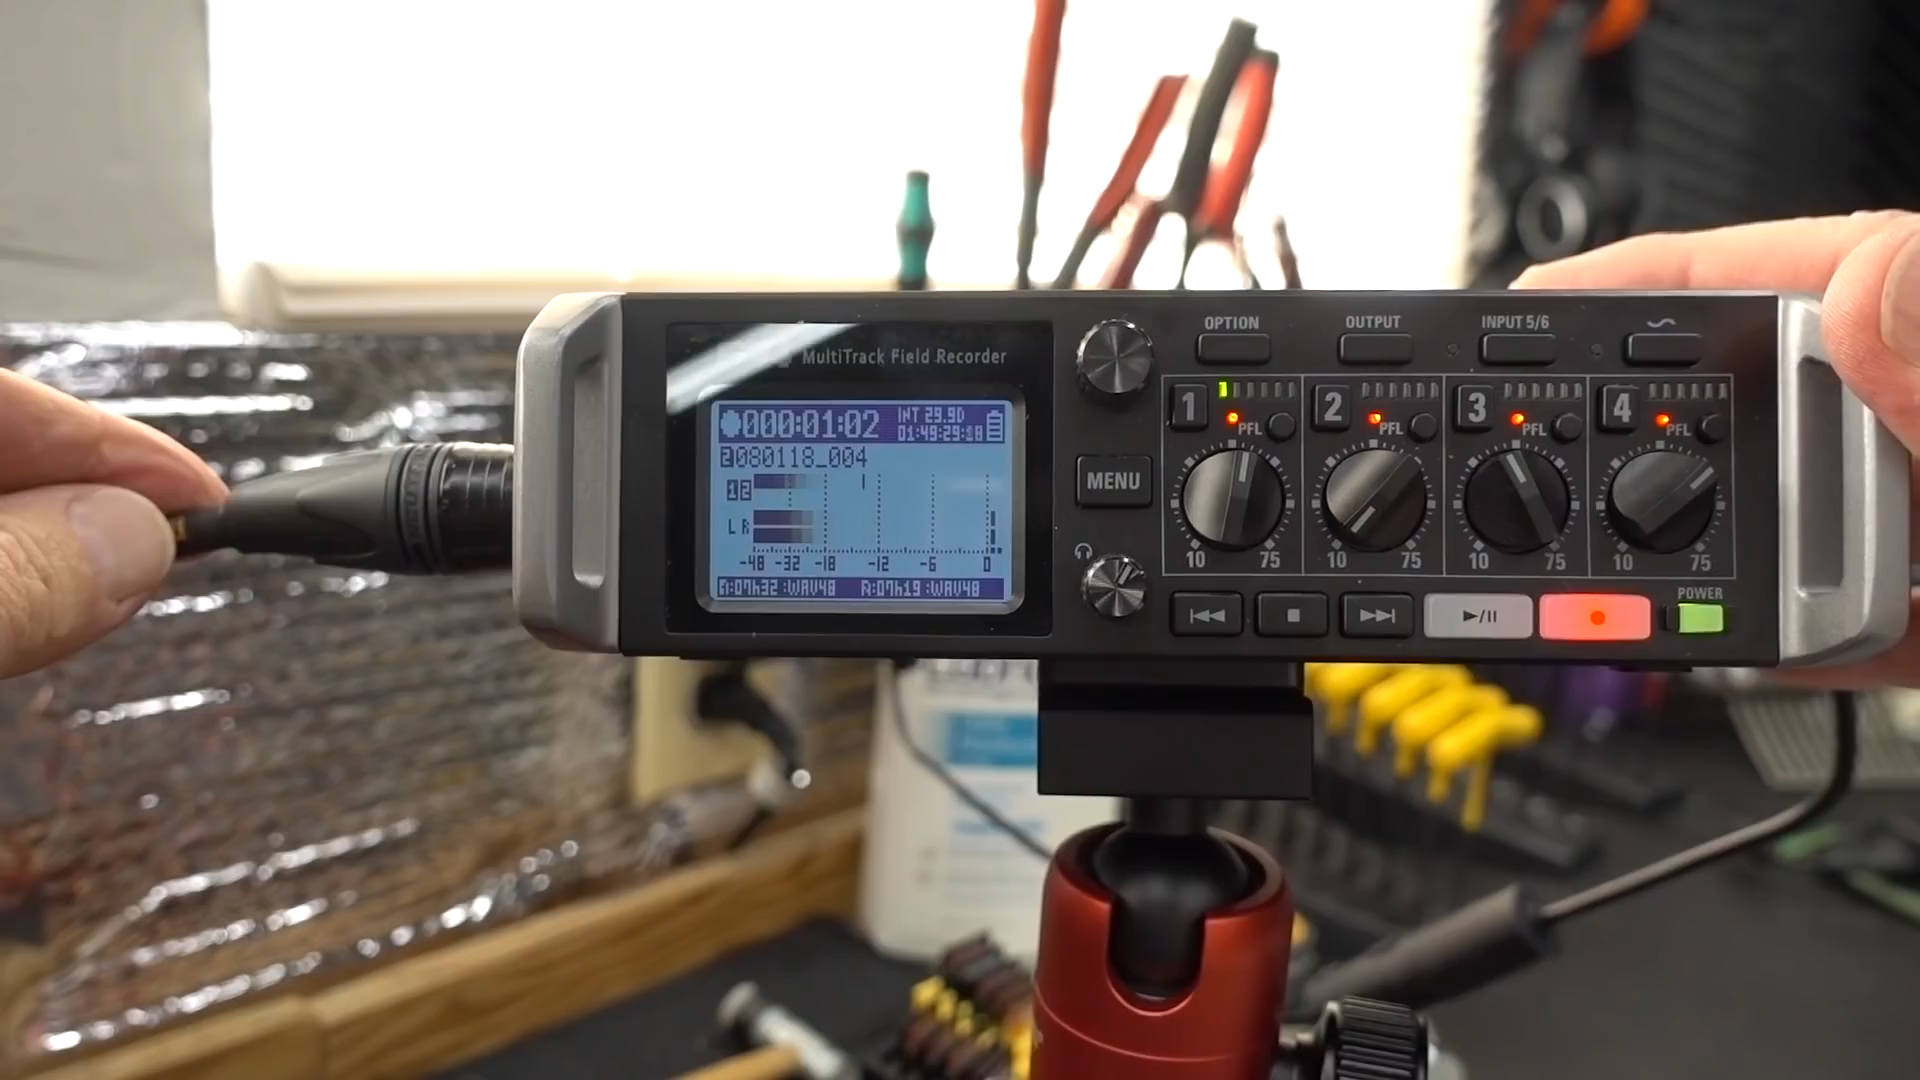 MultiTrack Field Recorder
000:01:02
INT 29.9D
01:49:29:18
2 080118_004
1 2
L R
-48 -32 -18 -12 -6 0
:07h32 :WAV48
:07h19 :WAV48
MENU
OPTION
OUTPUT
INPUT 5/6
1
PFL
10 75
2
PFL
10 75
3
PFL
10 75
4
PFL
10 75
POWER